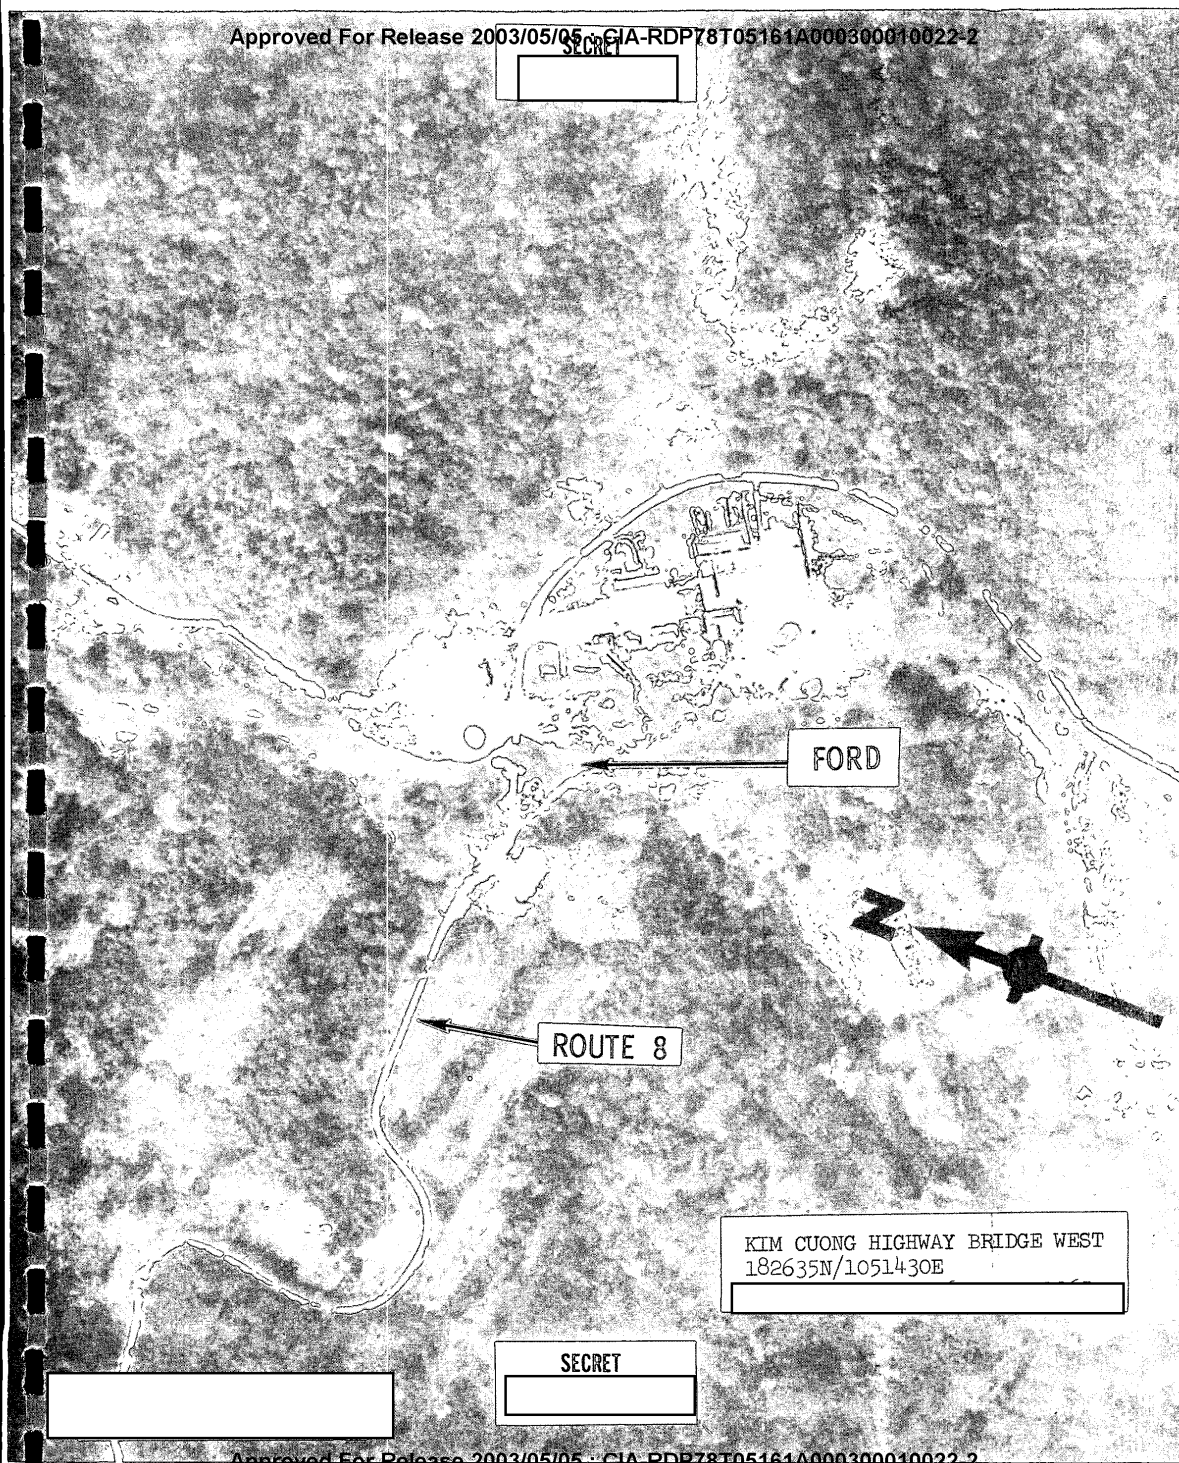 Approved For Release 2003/05/05 : CIA-RDP78T05161A000300010022-2
SECRET
FORD
N
ROUTE 8
KIM CUONG HIGHWAY BRIDGE WEST
182635N/1051430E
SECRET
Approved For Release 2003/05/05 : CIA-RDP78T05161A000300010022-2